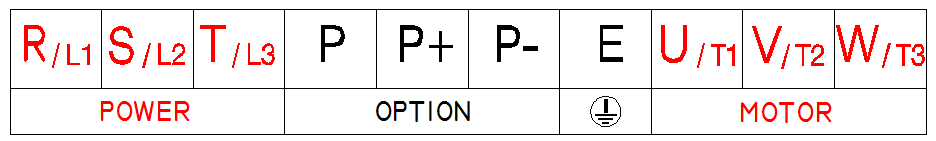 R/L1 S/L2 T/L3 P P+ P- E U/T1 V/T2 W/T3
POWER OPTION MOTOR